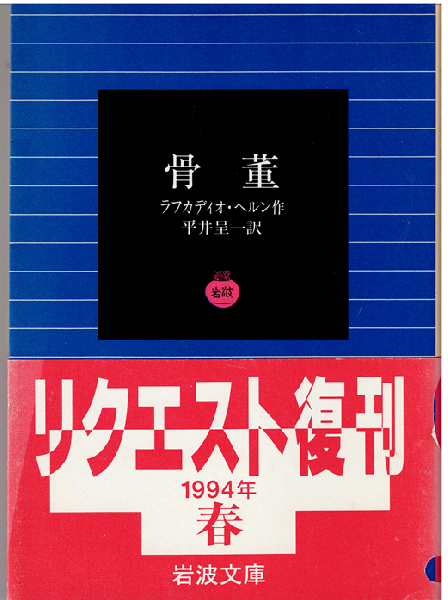 骨董
ラフカディオ・ヘルン作
平井呈一訳
岩波
リクエスト復刊
1994年
春
岩波文庫